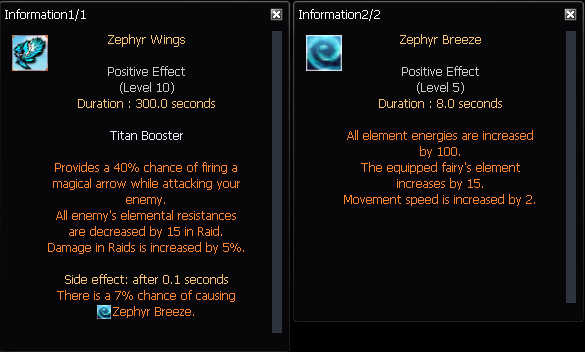 Information1/1
Zephyr Wings
Positive Effect
(Level 10)
Duration : 300.0 seconds
Titan Booster
Provides a 40% chance of firing a
magical arrow while attacking your
enemy.
All enemy's elemental resistances
are decreased by 15 in Raid.
Damage in Raids is increased by 5%.
Side effect: after 0.1 seconds
There is a 7% chance of causing
Zephyr Breeze.
Information2/2
Zephyr Breeze
Positive Effect
(Level 5)
Duration : 8.0 seconds
All element energies are increased
by 100.
The equipped fairy's element
increases by 15.
Movement speed is increased by 2.